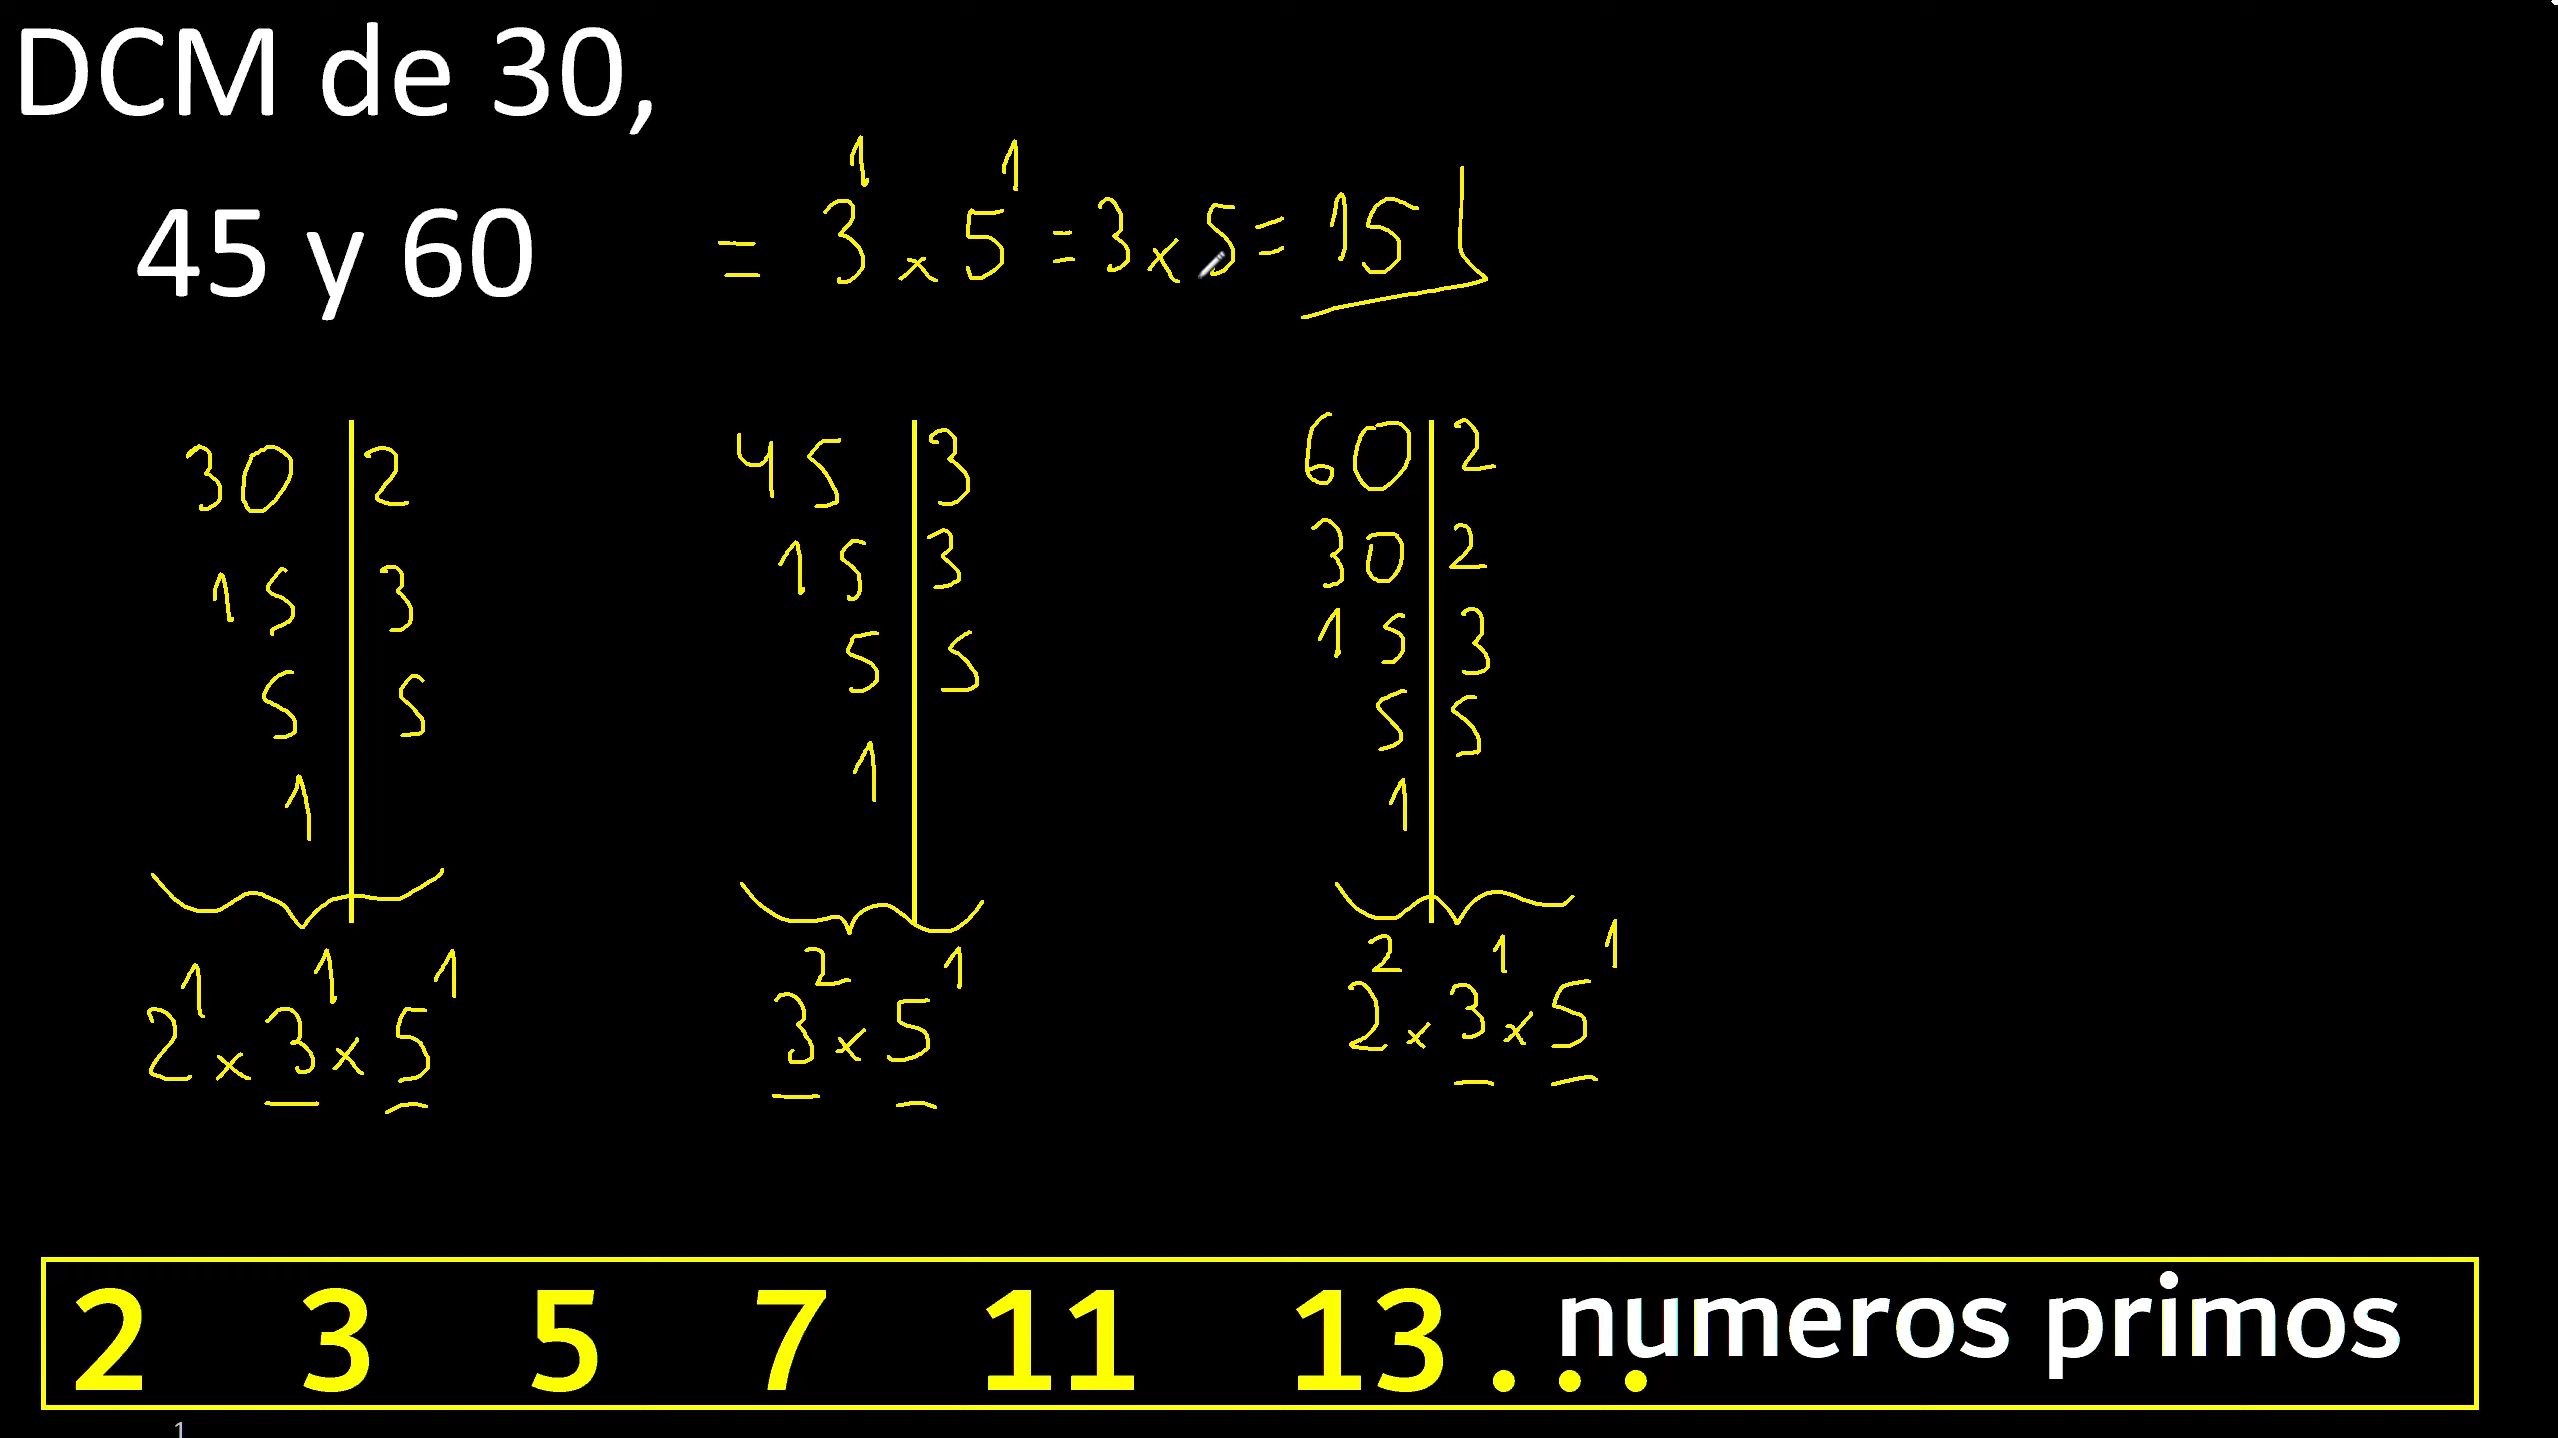 DCM de 30,
45 y 60
= 3¹ × 5¹ = 3 × 5 = 15
30 | 2
15 | 3
5 | 5
1
2¹ × 3¹ × 5¹
45 | 3
15 | 3
5 | 5
1
3² × 5¹
60 | 2
30 | 2
15 | 3
5 | 5
1
2² × 3¹ × 5¹
2 3 5 7 11 13 ... numeros primos
1